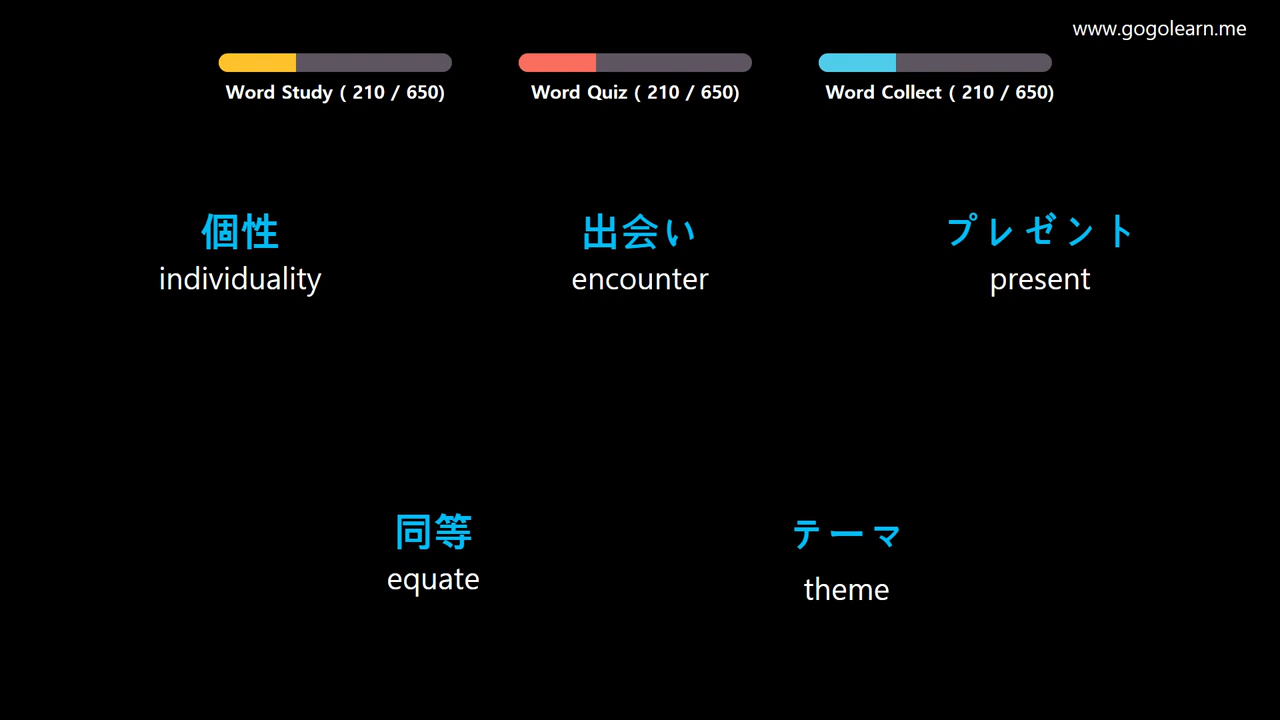 www.gogolearn.me
Word Study ( 210 / 650)
Word Quiz ( 210 / 650)
Word Collect ( 210 / 650)
個性
individuality
出会い
encounter
プレゼント
present
同等
equate
テーマ
theme